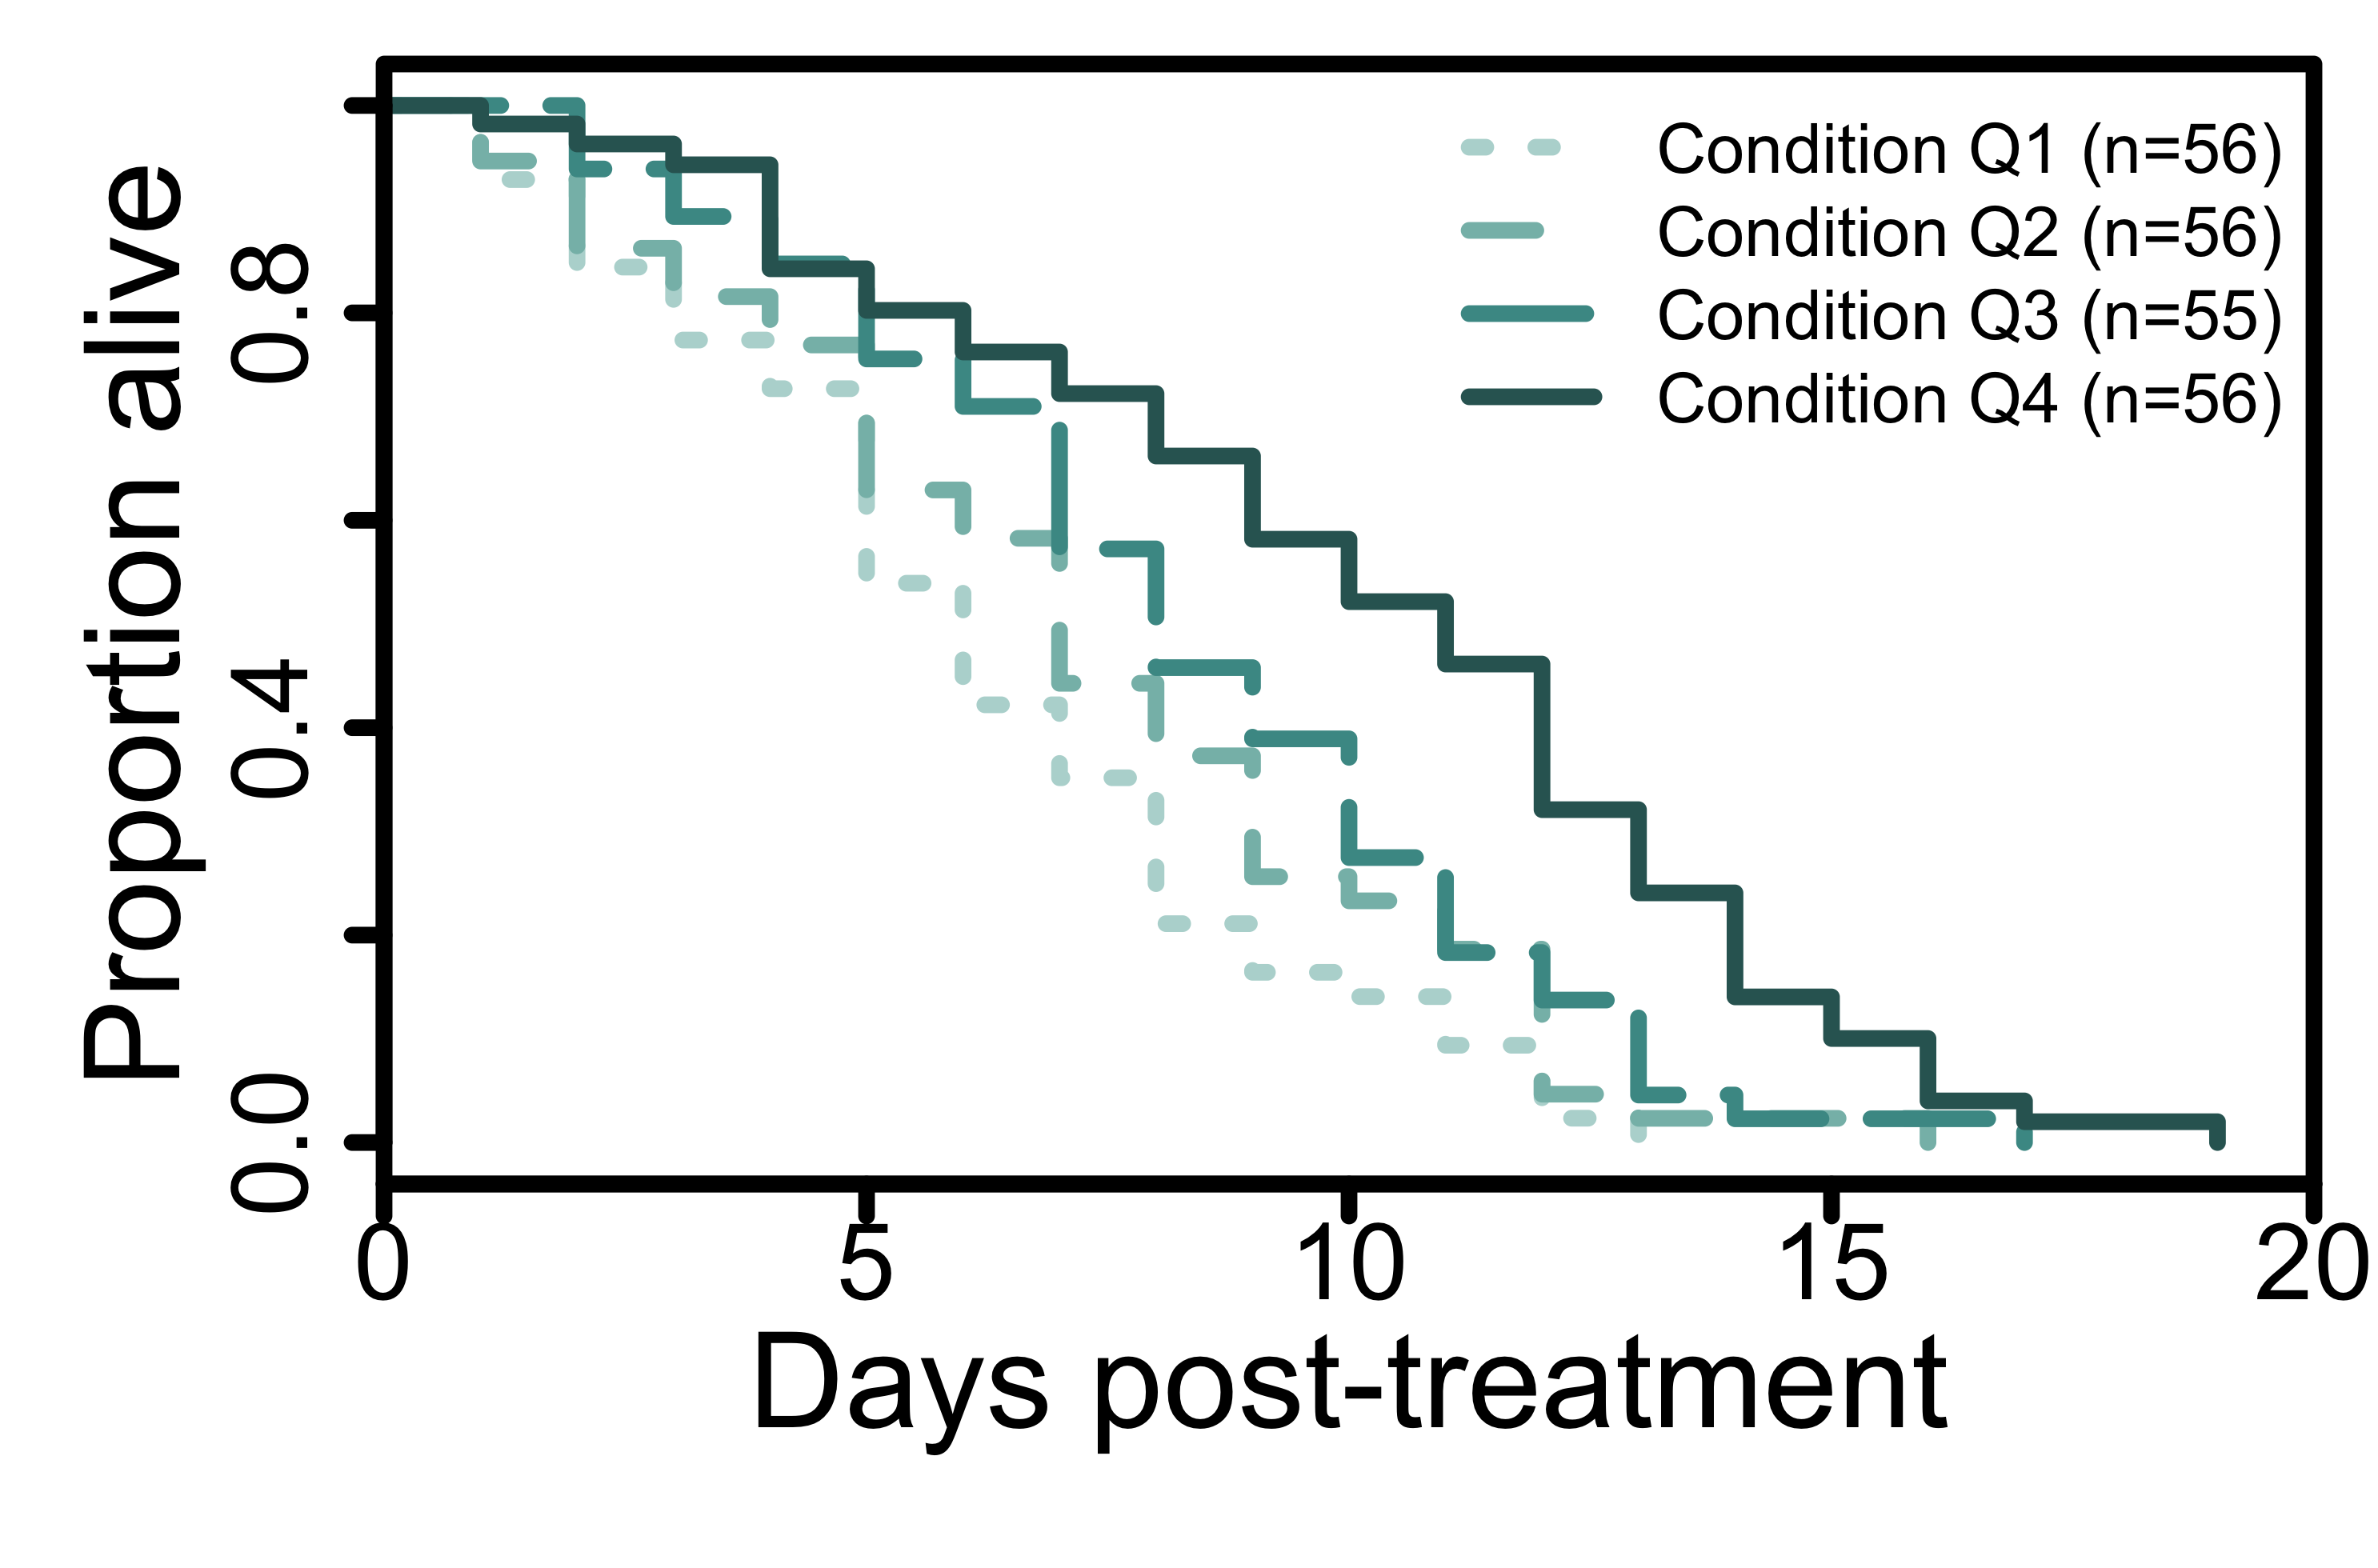 Proportion alive
0.8
0.4
0.0
Condition Q1 (n=56)
Condition Q2 (n=56)
Condition Q3 (n=55)
Condition Q4 (n=56)
0 5 10 15 20
Days post-treatment